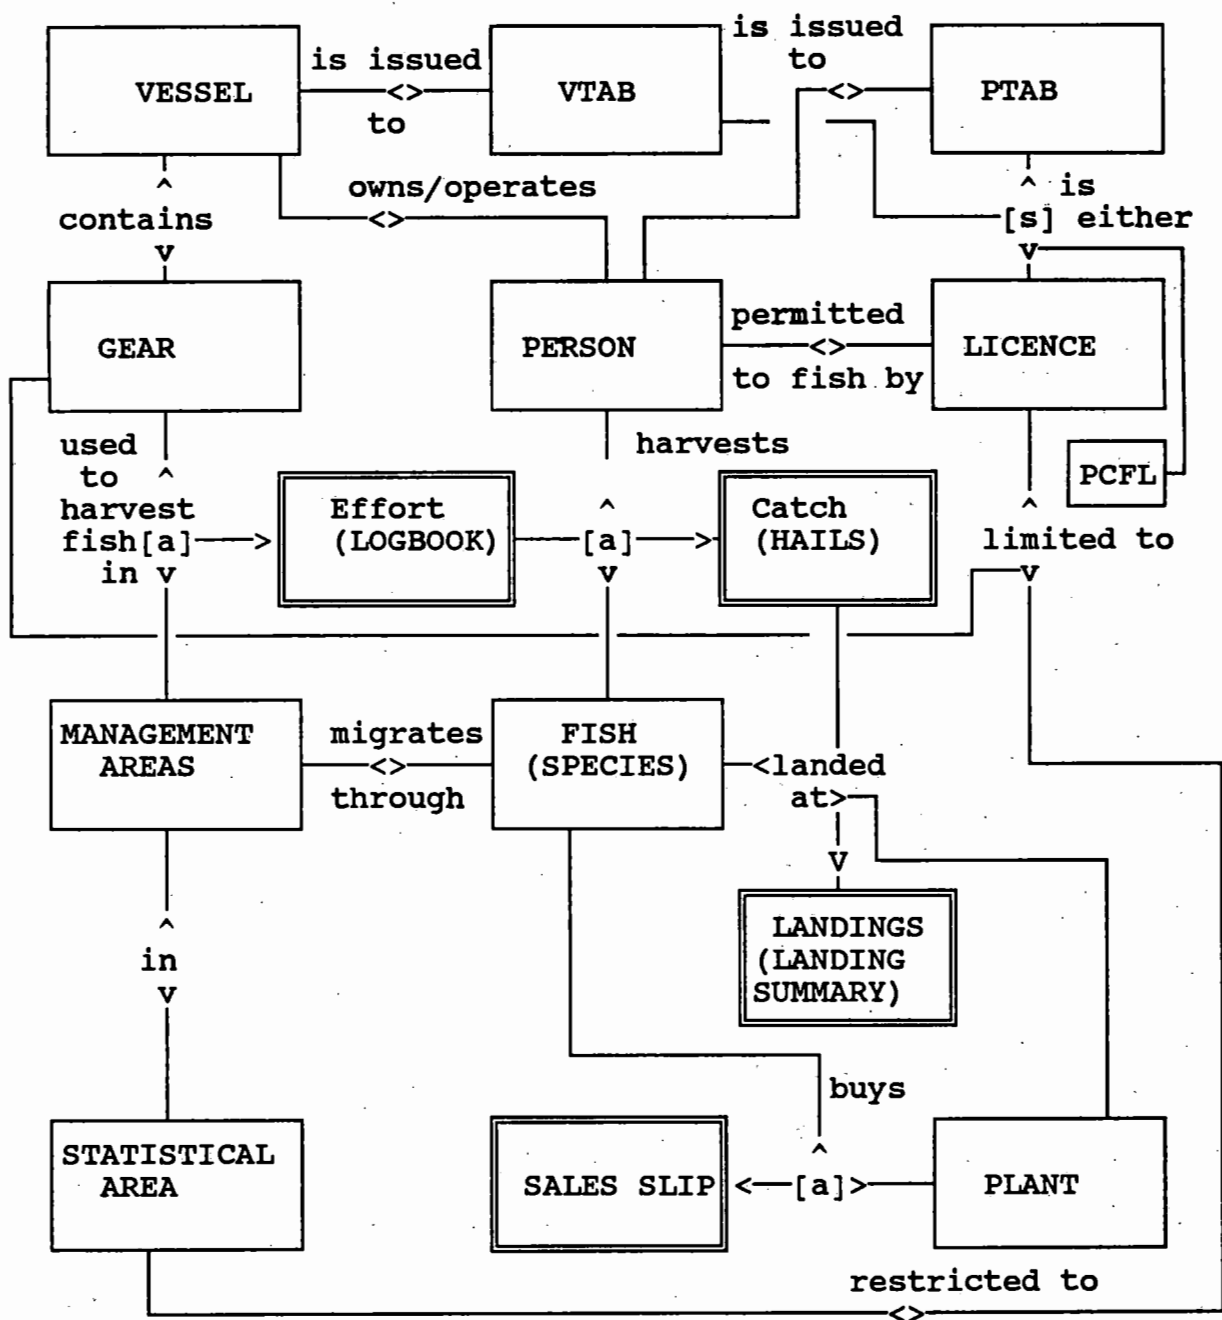 is issued
to
VESSEL
is issued
<>
to
VTAB
<>
PTAB
^ is
[s] either
v
owns/operates
<>
^
contains
v
GEAR
PERSON
permitted
<>
to fish by
LICENCE
PCFL
used
to ^
harvest
fish[a]
in v
>
Effort
(LOGBOOK)
harvests
^
[a]
v
>
Catch
(HAILS)
^
limited to
v
MANAGEMENT
AREAS
migrates
<>
through
FISH
(SPECIES)
<landed
at>
V
LANDINGS
(LANDING
SUMMARY)
^
in
v
buys
^
STATISTICAL
AREA
SALES SLIP
< [a]>
PLANT
restricted to
<>